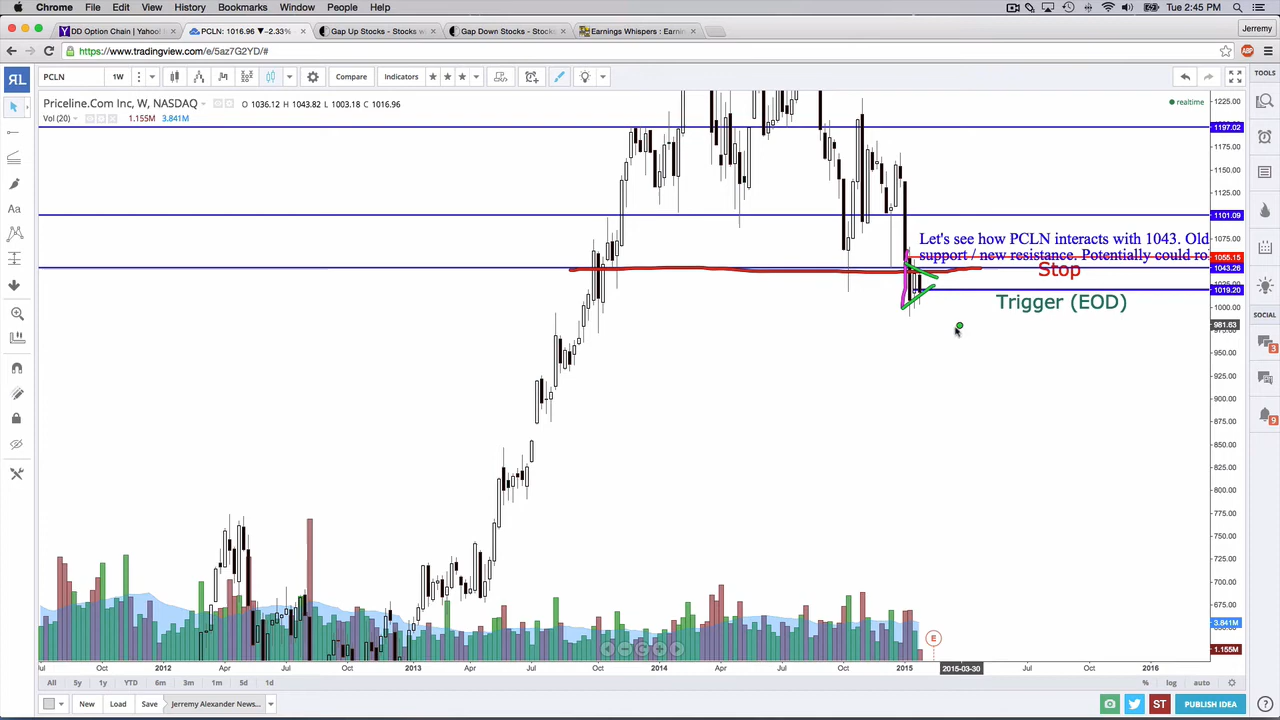 Chrome File Edit View History Bookmarks Window People Help Tue 2:45 PM
DD Option Chain | Yahoo! PCLN: 1016.96 ▼−2.33% Gap Up Stocks - Stocks w Gap Down Stocks - Stocks Earnings Whispers : Earnin Jeremy
https://www.tradingview.com/e/5az7G2YD/#
PCLN 1W Compare Indicators TOOLS
Priceline.Com Inc, W, NASDAQ O 1036.12 H 1043.82 L 1003.18 C 1016.96 realtime
Vol (20) 1.155M 3.841M
1225.00
1197.02
1175.00
1150.00
1125.00
1101.09
1075.00
Let's see how PCLN interacts with 1043. Old
support / new resistance. Potentially could ro
1055.15
Stop
1043.26
1019.20
Trigger (EOD)
1000.00
SOCIAL
981.63
3
950.00
925.00
900.00
9
875.00
850.00
825.00
800.00
775.00
750.00
725.00
700.00
675.00
3.841M
E
1.155M
Oct 2012 Apr Jul Oct 2013 Apr Jul Oct 2014 Apr Jul Oct 2015 2015-03-30 Jul Oct 2016
All 5y 1y YTD 6m 3m 1m 5d 1d % log auto
New Load Save Jerremy Alexander News... ST PUBLISH IDEA